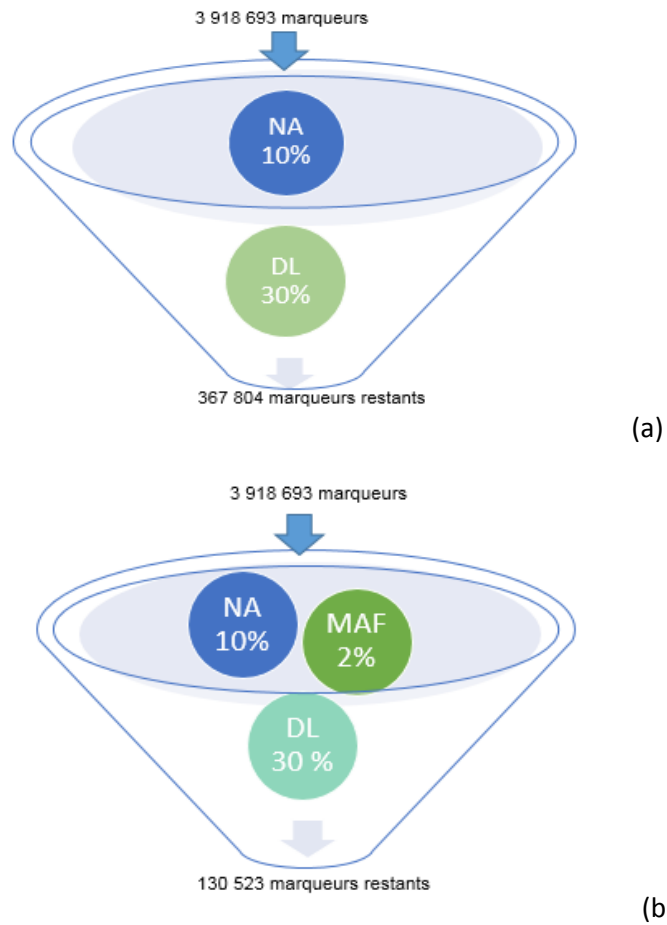 3 918 693 marqueurs
NA
10%
DL
30%
367 804 marqueurs restants
(a)
3 918 693 marqueurs
NA
10%
MAF
2%
DL
30 %
130 523 marqueurs restants
(b